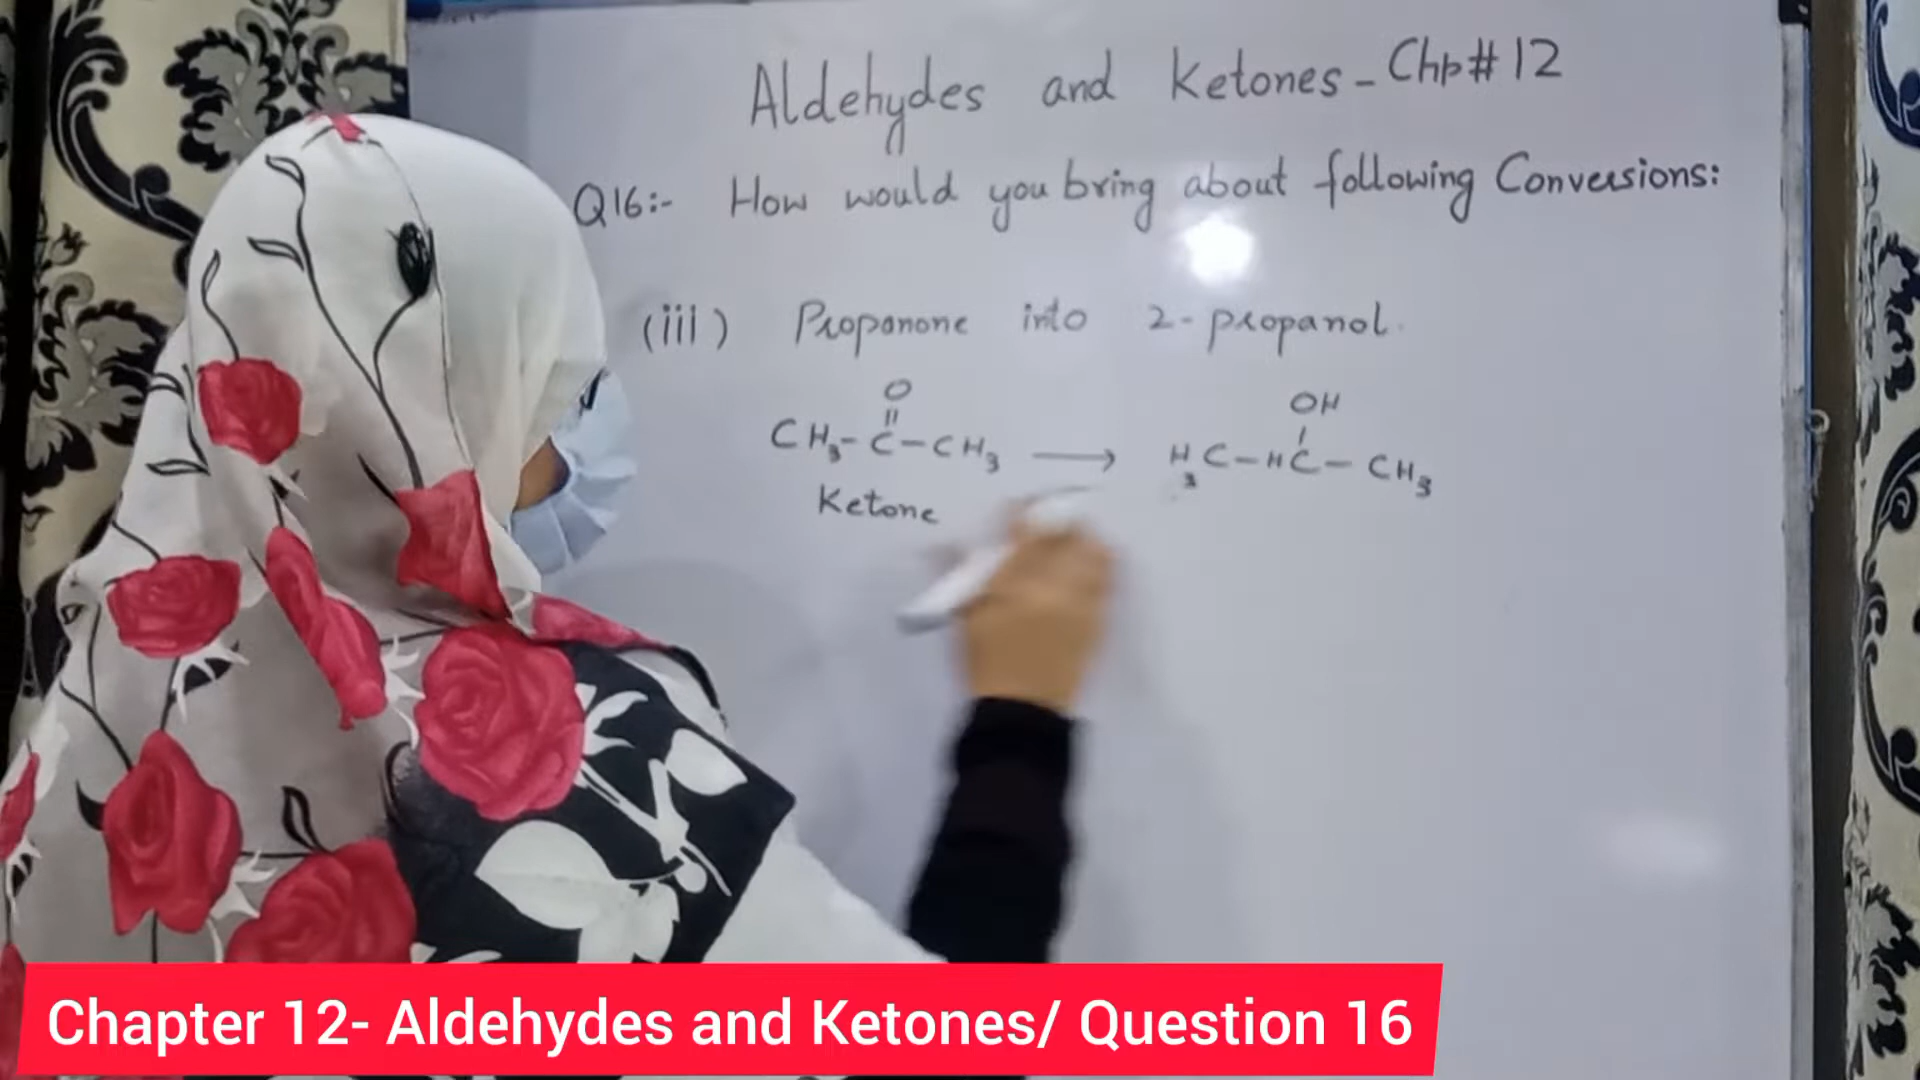 Aldehydes and Ketones - Chp# 12
Q16:- How would you bring about following Conversions:
(iii) Propanone into 2-propanol.
O
||
CH3-C-CH3 ⟶
OH
|
H3C-HC-CH3
Ketone
Chapter 12- Aldehydes and Ketones/ Question 16